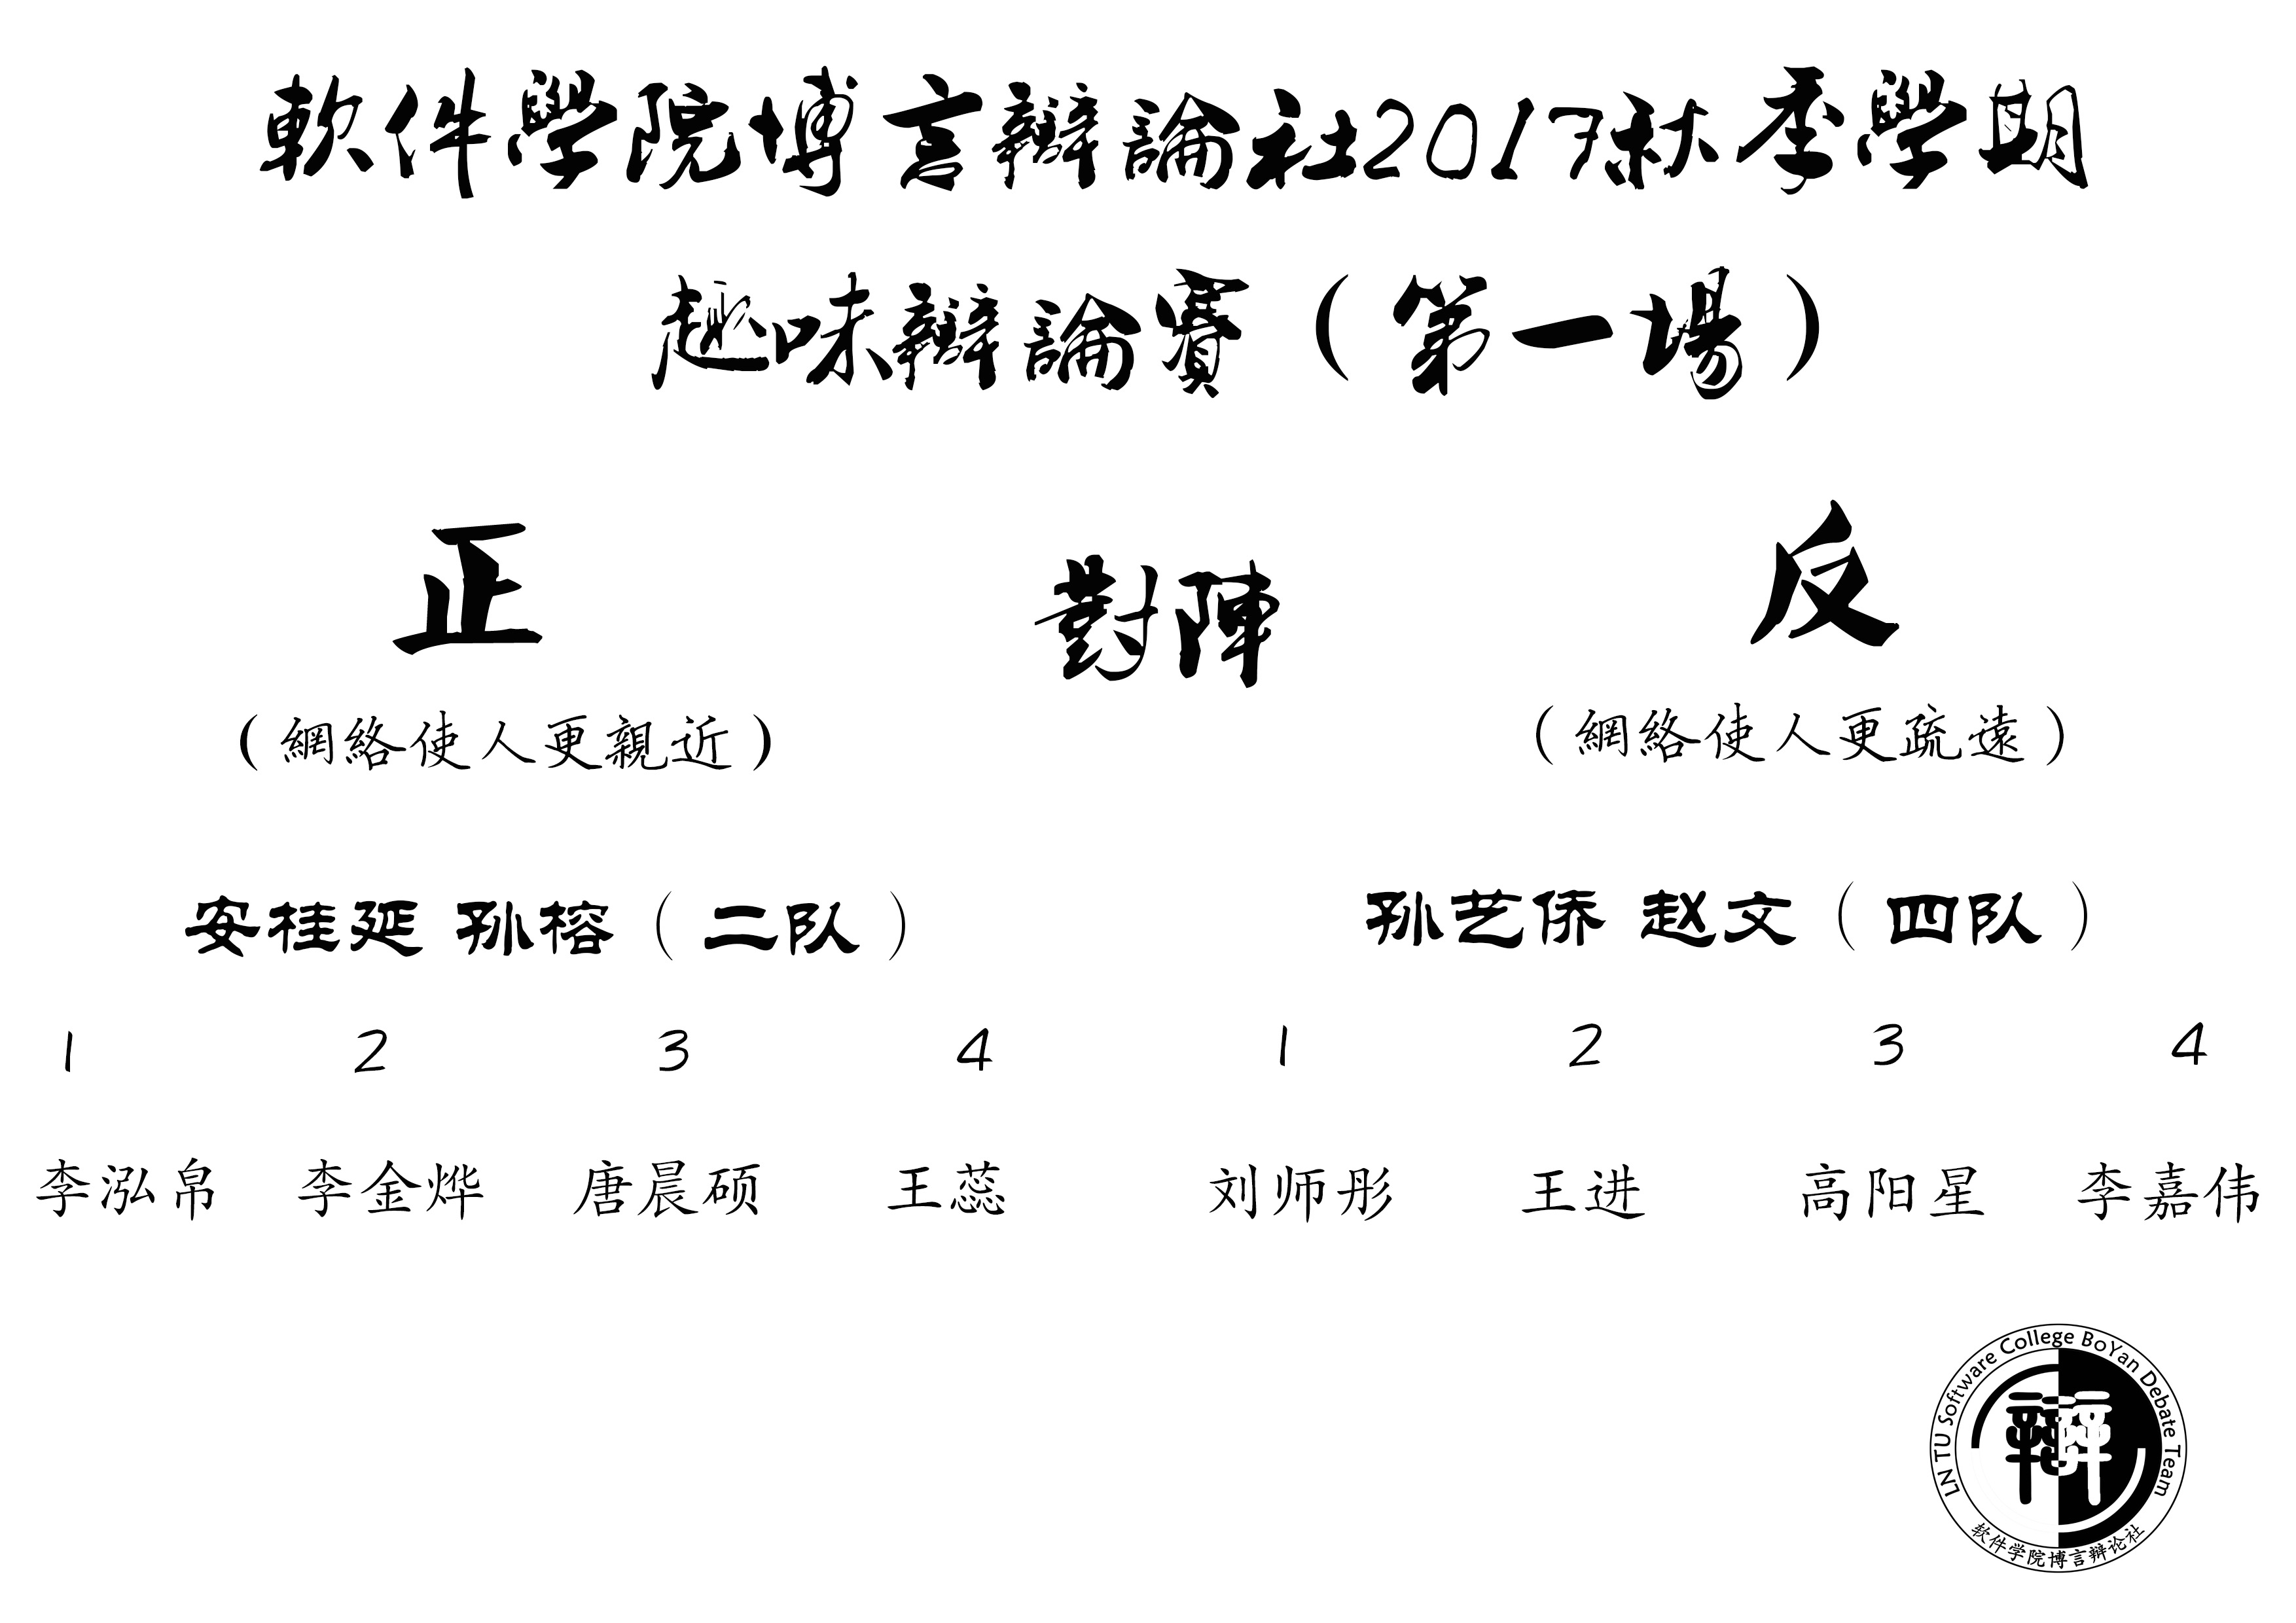 軟件學院博言辯論社2017秋季學期
趣味辯論賽（第一場）
正
對陣
反
（網絡使人更親近）
（網絡使人更疏遠）
安桂廷 孙榕（二队）
孙艺侨 赵文（四队）
1 2 3 4
1 2 3 4
李泓帛 李金烨 唐晨硕 王蕊
刘师彤 王进 高阳星 李嘉伟
LN TU Software College BoYan Debate Team
辯
软件学院博言辩论社